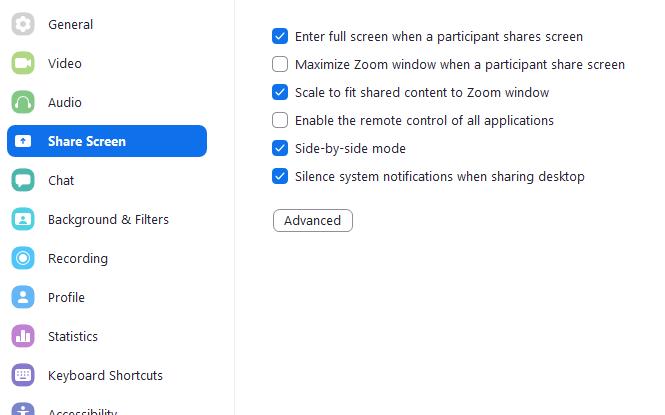 General
Video
Audio
Share Screen
Chat
Background & Filters
Recording
Profile
Statistics
Keyboard Shortcuts
Accessibility
Enter full screen when a participant shares screen
Maximize Zoom window when a participant share screen
Scale to fit shared content to Zoom window
Enable the remote control of all applications
Side-by-side mode
Silence system notifications when sharing desktop
Advanced